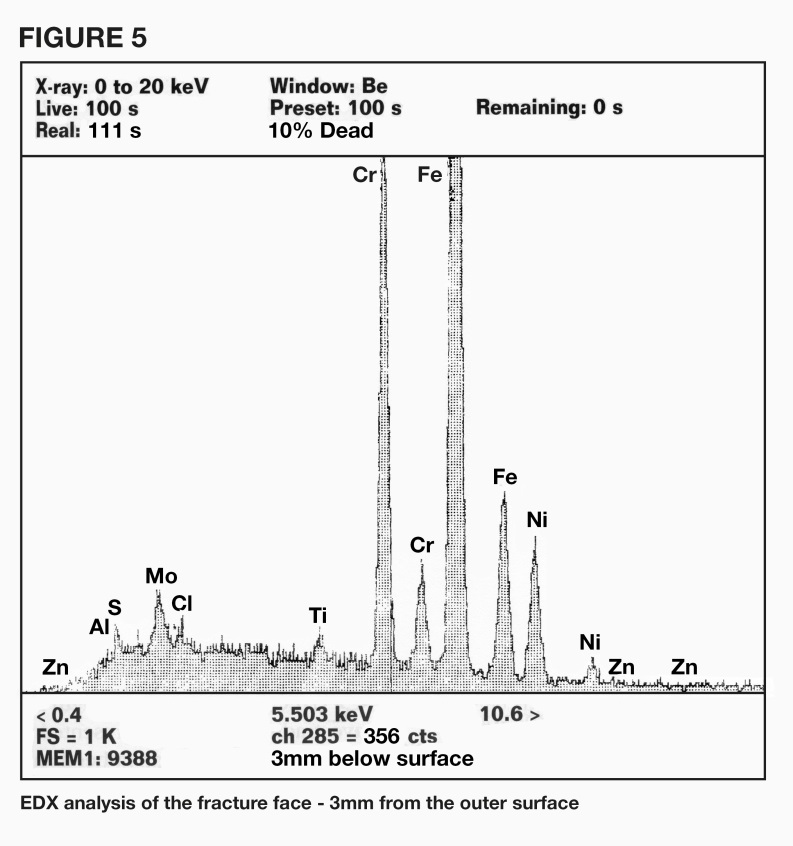 FIGURE 5
X-ray: 0 to 20 keV Window: Be
Live: 100 s Preset: 100 s Remaining: 0 s
Real: 111 s 10% Dead
Cr Fe
Fe
Ni
Cr
Mo
Cl
S
Al
Ti
Ni
Zn Zn Zn
< 0.4 5.503 keV 10.6 >
FS = 1 K ch 285 = 356 cts
MEM1: 9388 3mm below surface
EDX analysis of the fracture face - 3mm from the outer surface